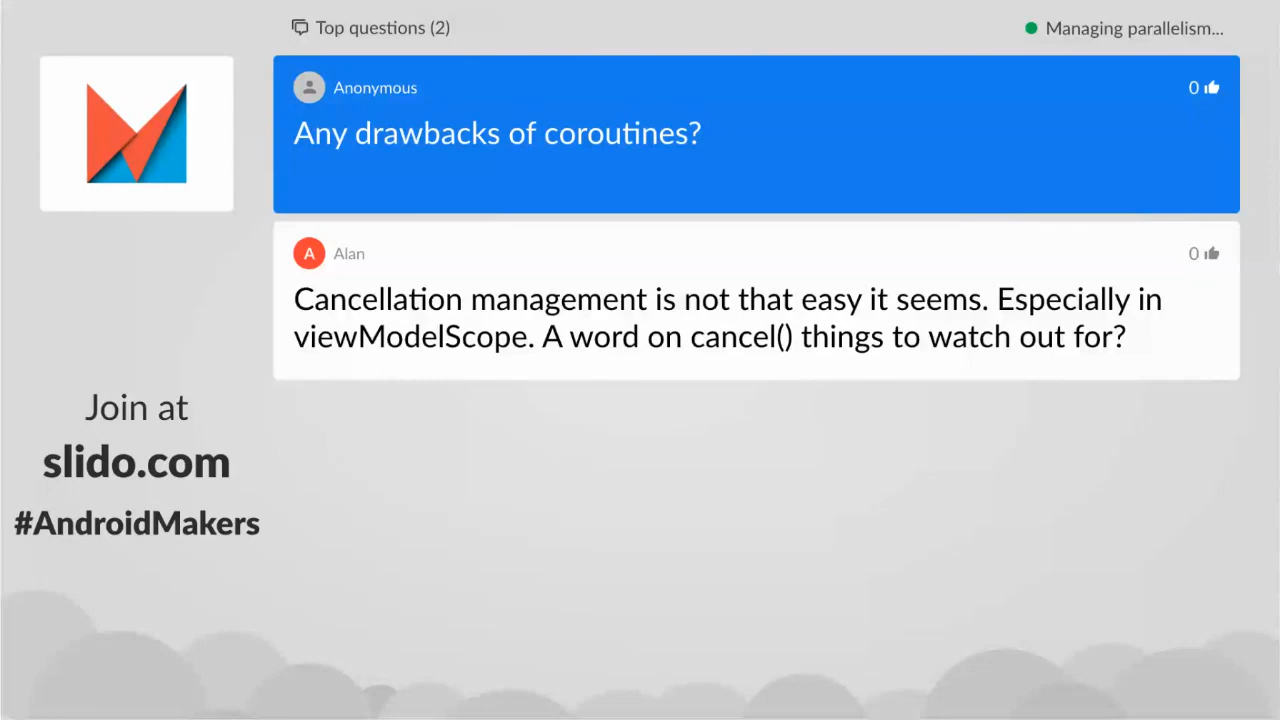 Top questions (2)
Managing parallelism...
Anonymous
0
Any drawbacks of coroutines?
A
Alan
0
Cancellation management is not that easy it seems. Especially in
viewModelScope. A word on cancel() things to watch out for?
Join at
slido.com
#AndroidMakers